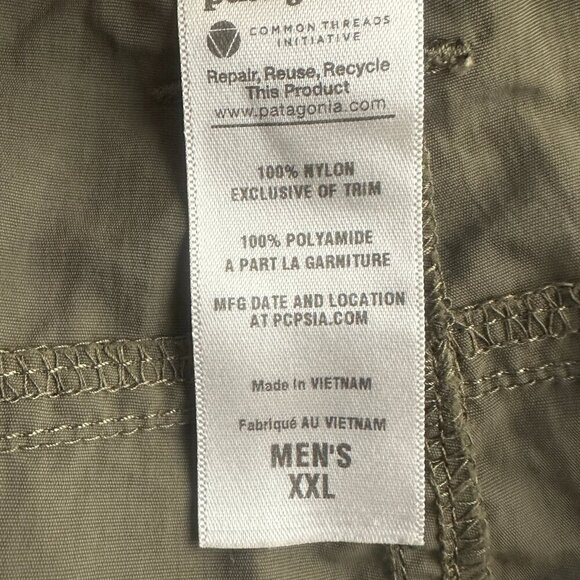 patagonia
COMMON THREADS
INITIATIVE
Repair, Reuse, Recycle
This Product
www.patagonia.com
100% NYLON
EXCLUSIVE OF TRIM
100% POLYAMIDE
A PART LA GARNITURE
MFG DATE AND LOCATION
AT PCPSIA.COM
Made in VIETNAM
Fabriqué AU VIETNAM
MEN'S
XXL